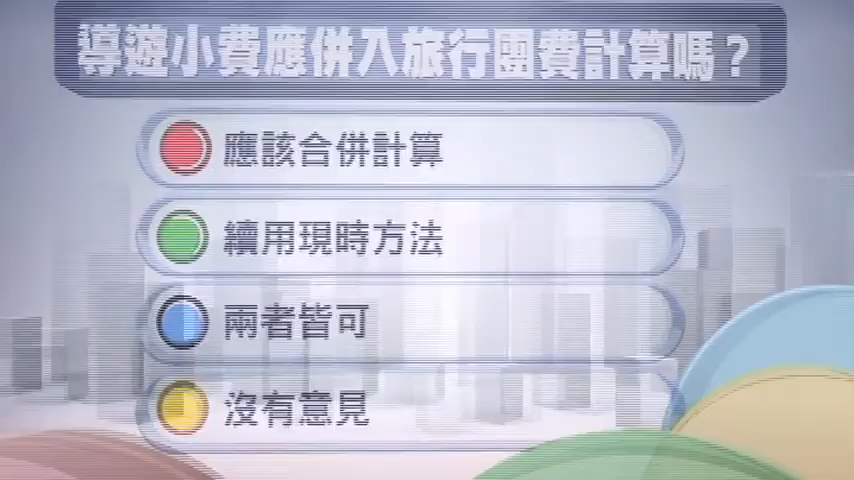 導遊小費應併入旅行團費計算嗎？
應該合併計算
續用現時方法
兩者皆可
沒有意見